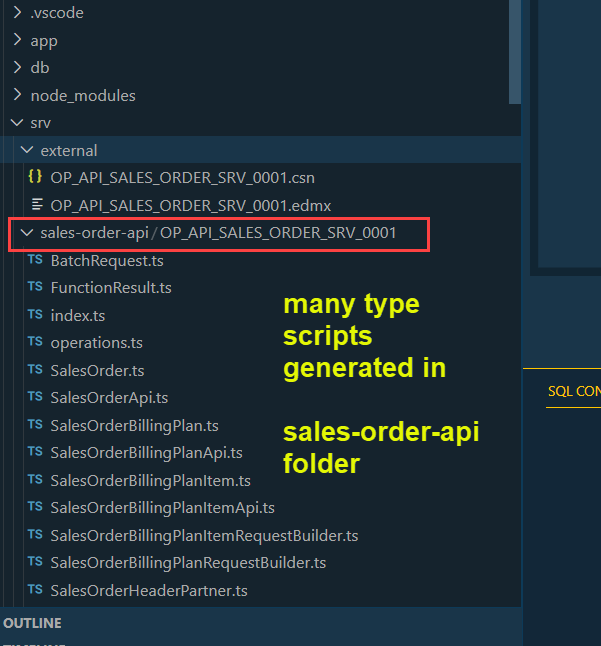 .vscode
app
db
node_modules
srv
external
{} OP_API_SALES_ORDER_SRV_0001.csn
OP_API_SALES_ORDER_SRV_0001.edmx
sales-order-api/OP_API_SALES_ORDER_SRV_0001
TS BatchRequest.ts
TS FunctionResult.ts
TS index.ts
TS operations.ts
TS SalesOrder.ts
TS SalesOrderApi.ts
TS SalesOrderBillingPlan.ts
TS SalesOrderBillingPlanApi.ts
TS SalesOrderBillingPlanItem.ts
TS SalesOrderBillingPlanItemApi.ts
TS SalesOrderBillingPlanItemRequestBuilder.ts
TS SalesOrderBillingPlanRequestBuilder.ts
TS SalesOrderHeaderPartner.ts
OUTLINE
many type
scripts
generated in
sales-order-api
folder
SQL CON